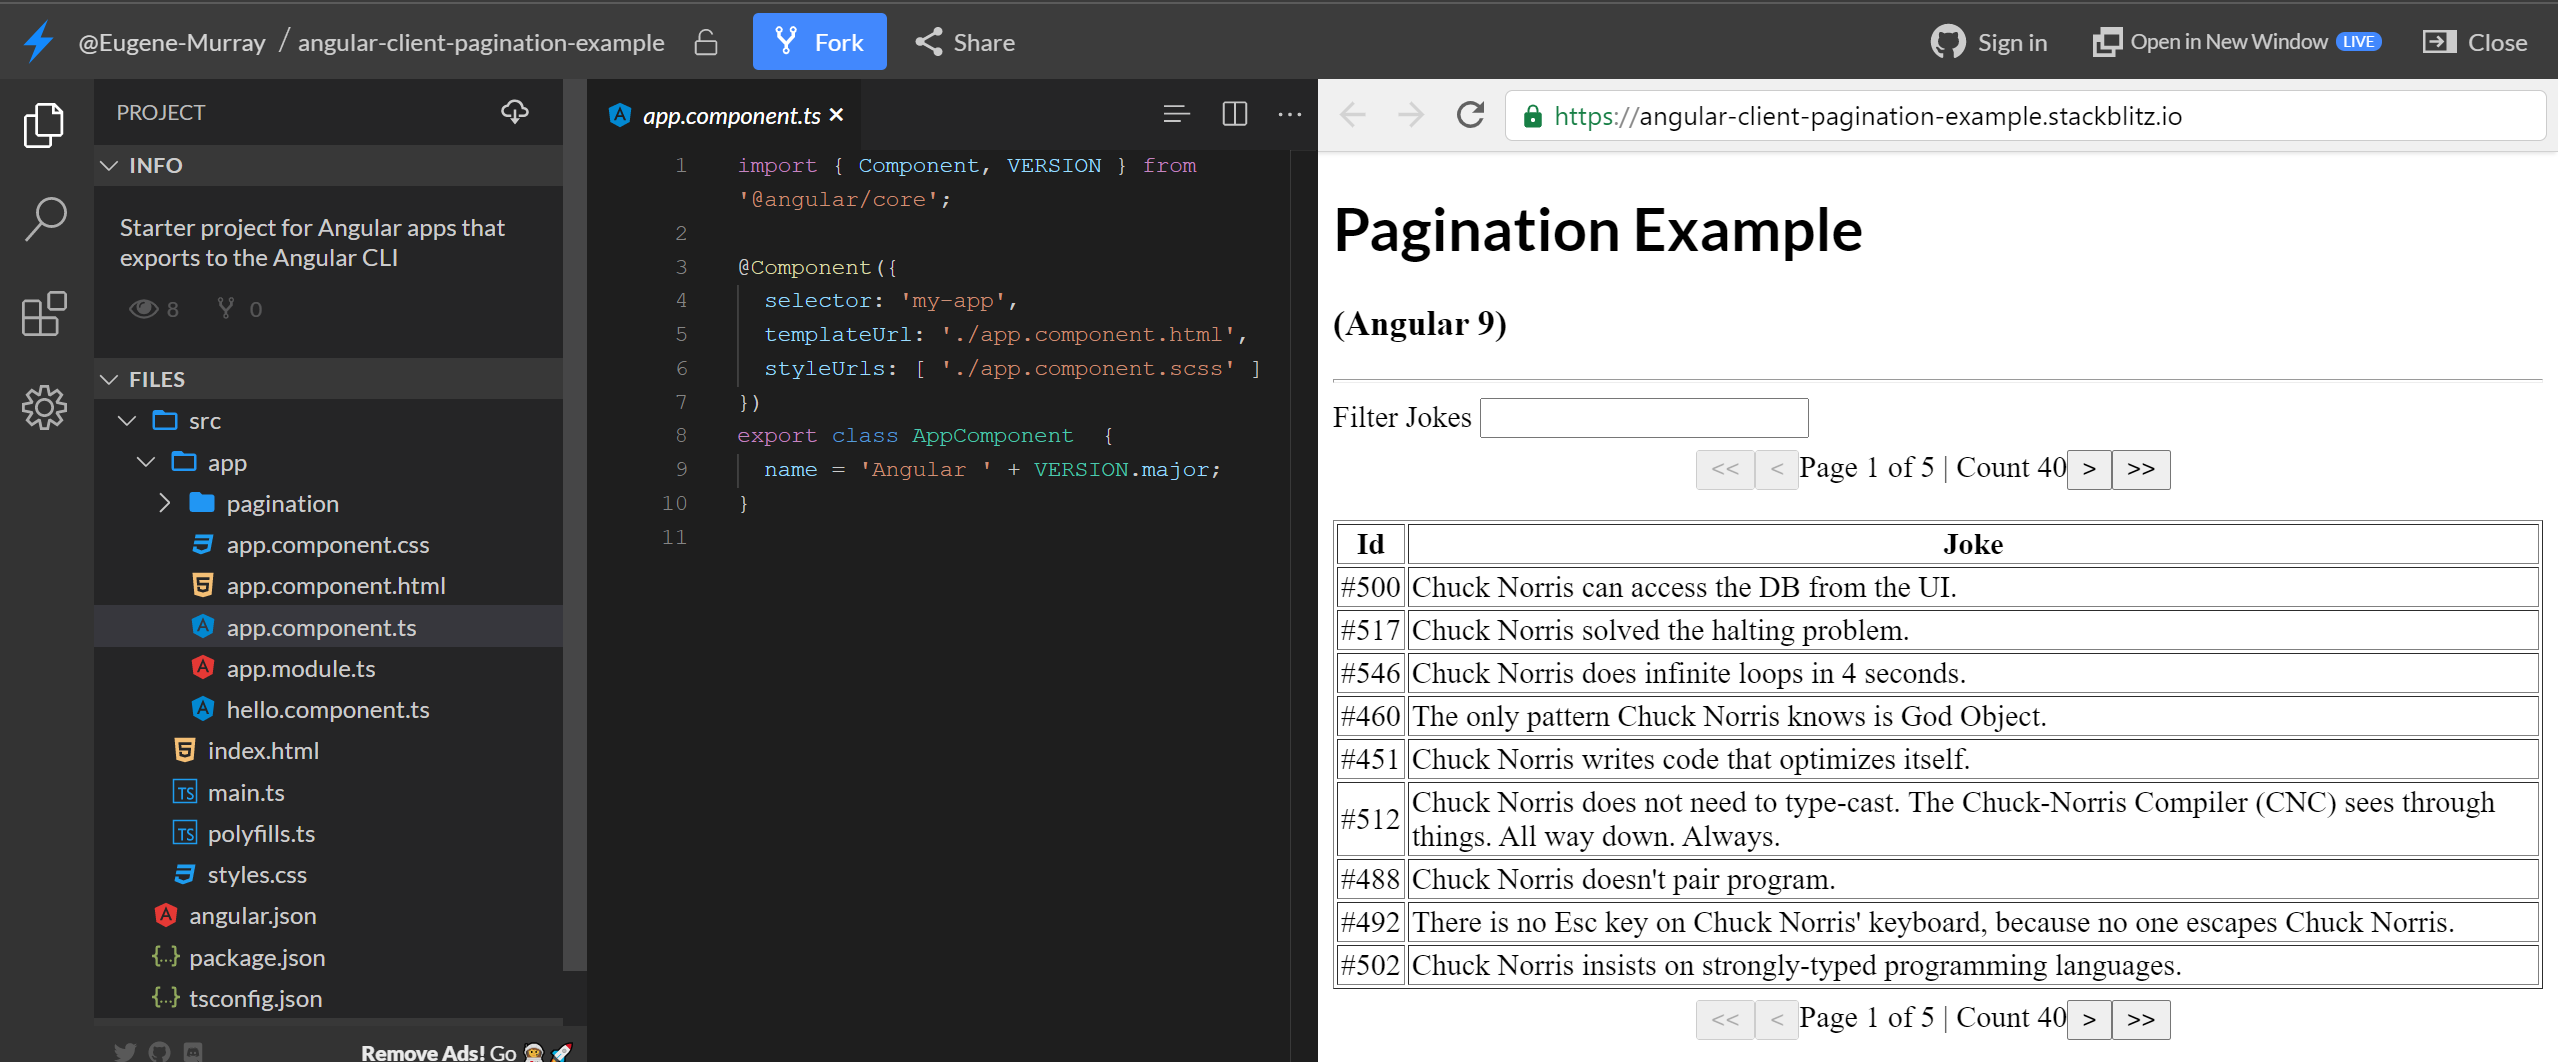 @Eugene-Murray / angular-client-pagination-example
Fork
Share
Sign in
Open in New Window LIVE
Close
PROJECT
INFO
Starter project for Angular apps that
exports to the Angular CLI
8
0
FILES
src
app
pagination
app.component.css
app.component.html
app.component.ts
app.module.ts
hello.component.ts
index.html
main.ts
polyfills.ts
styles.css
angular.json
package.json
tsconfig.json
Remove Ads! Go
app.component.ts
1 import { Component, VERSION } from
'@angular/core';
2
3 @Component({
4 selector: 'my-app',
5 templateUrl: './app.component.html',
6 styleUrls: [ './app.component.scss' ]
7 })
8 export class AppComponent  {
9 name = 'Angular ' + VERSION.major;
10 }
11
https://angular-client-pagination-example.stackblitz.io
Pagination Example
(Angular 9)
Filter Jokes
<< < Page 1 of 5 | Count 40 > >>
Id Joke
#500 Chuck Norris can access the DB from the UI.
#517 Chuck Norris solved the halting problem.
#546 Chuck Norris does infinite loops in 4 seconds.
#460 The only pattern Chuck Norris knows is God Object.
#451 Chuck Norris writes code that optimizes itself.
#512 Chuck Norris does not need to type-cast. The Chuck-Norris Compiler (CNC) sees through
things. All way down. Always.
#488 Chuck Norris doesn't pair program.
#492 There is no Esc key on Chuck Norris' keyboard, because no one escapes Chuck Norris.
#502 Chuck Norris insists on strongly-typed programming languages.
<< < Page 1 of 5 | Count 40 > >>